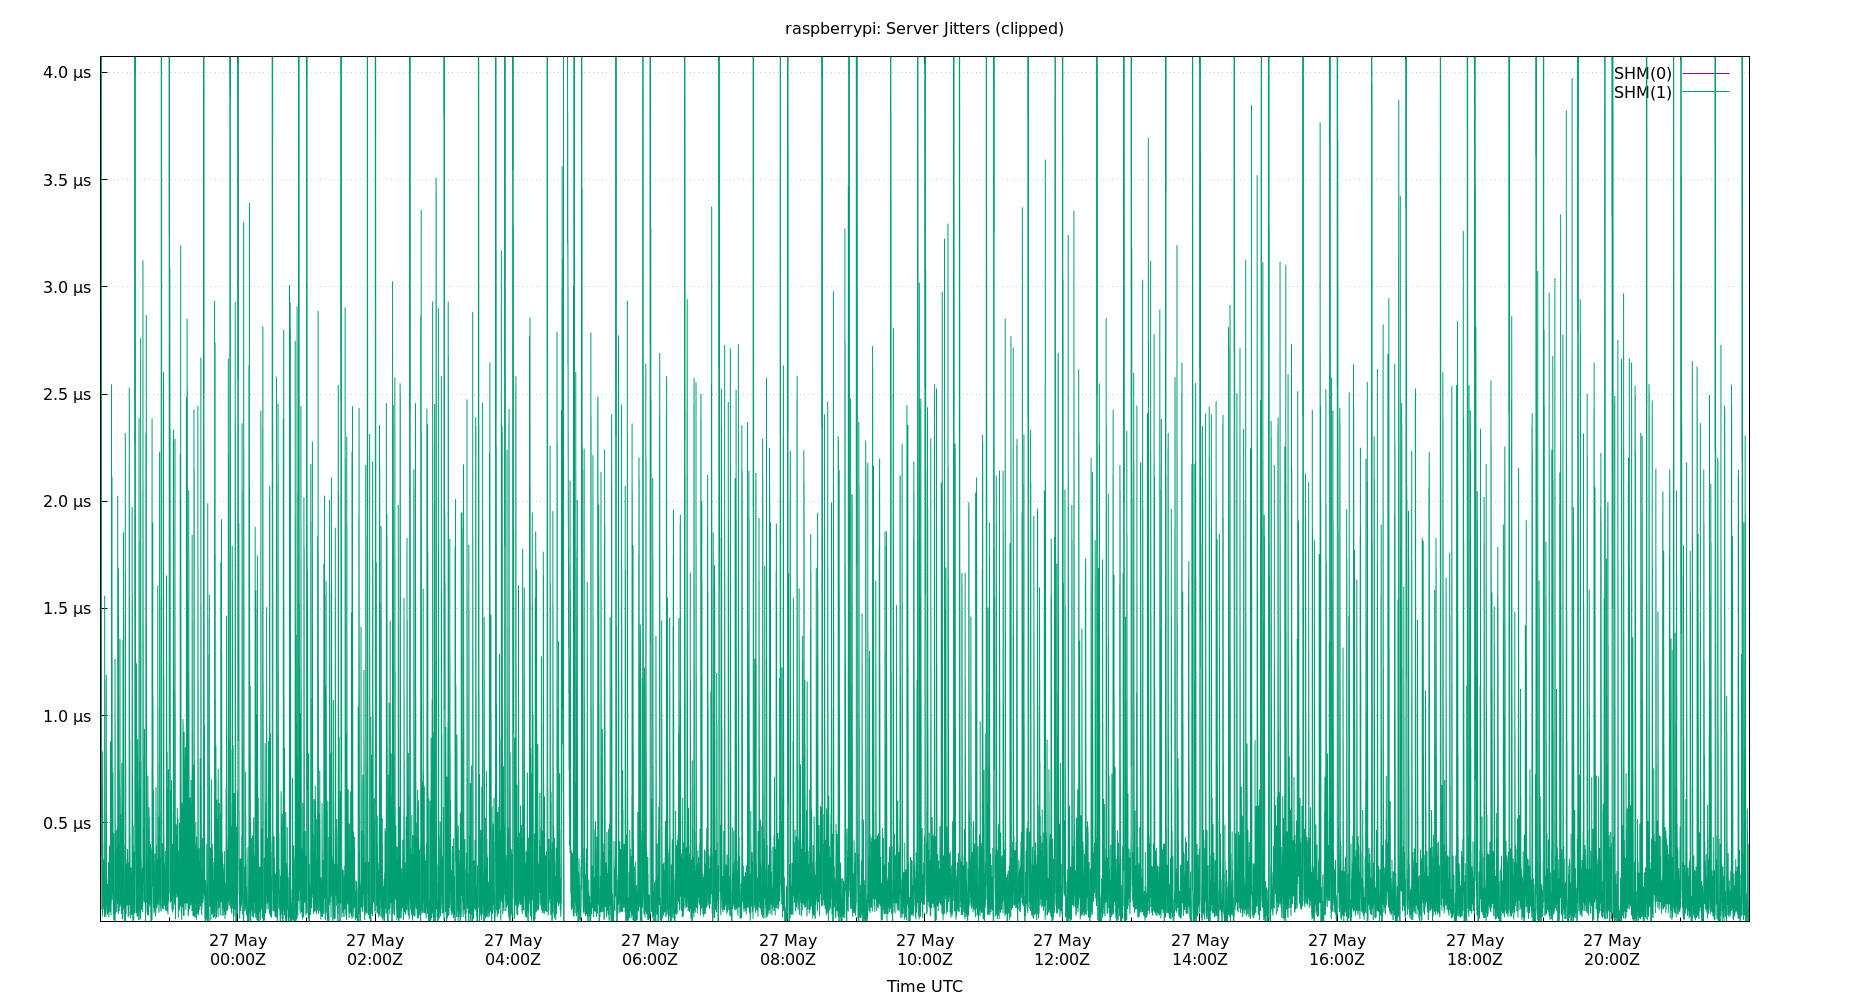 raspberrypi: Server Jitters (clipped)
4.0 µs
3.5 µs
3.0 µs
2.5 µs
2.0 µs
1.5 µs
1.0 µs
0.5 µs
SHM(0)
SHM(1)
27 May 27 May 27 May 27 May 27 May 27 May 27 May 27 May 27 May 27 May 27 May
00:00Z 02:00Z 04:00Z 06:00Z 08:00Z 10:00Z 12:00Z 14:00Z 16:00Z 18:00Z 20:00Z
Time UTC